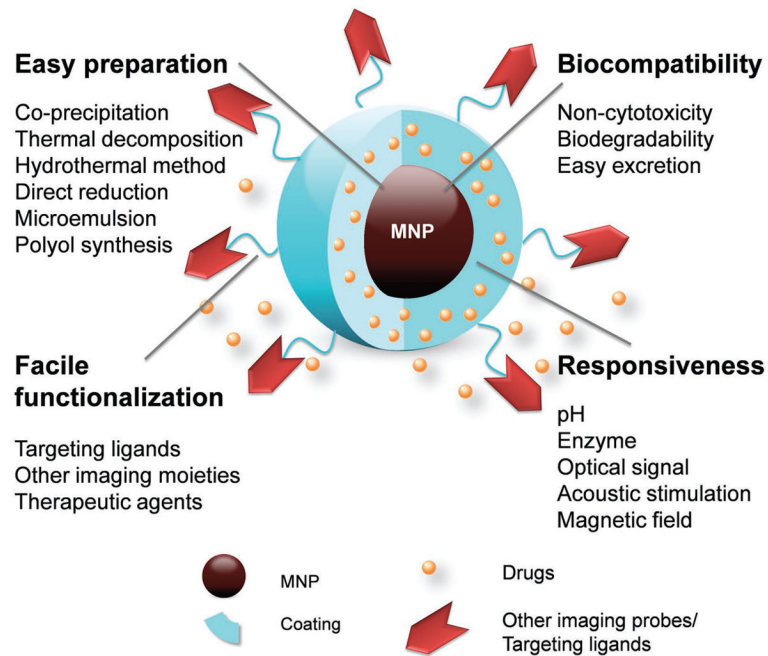 Easy preparation
Co-precipitation
Thermal decomposition
Hydrothermal method
Direct reduction
Microemulsion
Polyol synthesis
Biocompatibility
Non-cytotoxicity
Biodegradability
Easy excretion
MNP
Facile
functionalization
Targeting ligands
Other imaging moieties
Therapeutic agents
Responsiveness
pH
Enzyme
Optical signal
Acoustic stimulation
Magnetic field
MNP
Drugs
Coating
Other imaging probes/
Targeting ligands